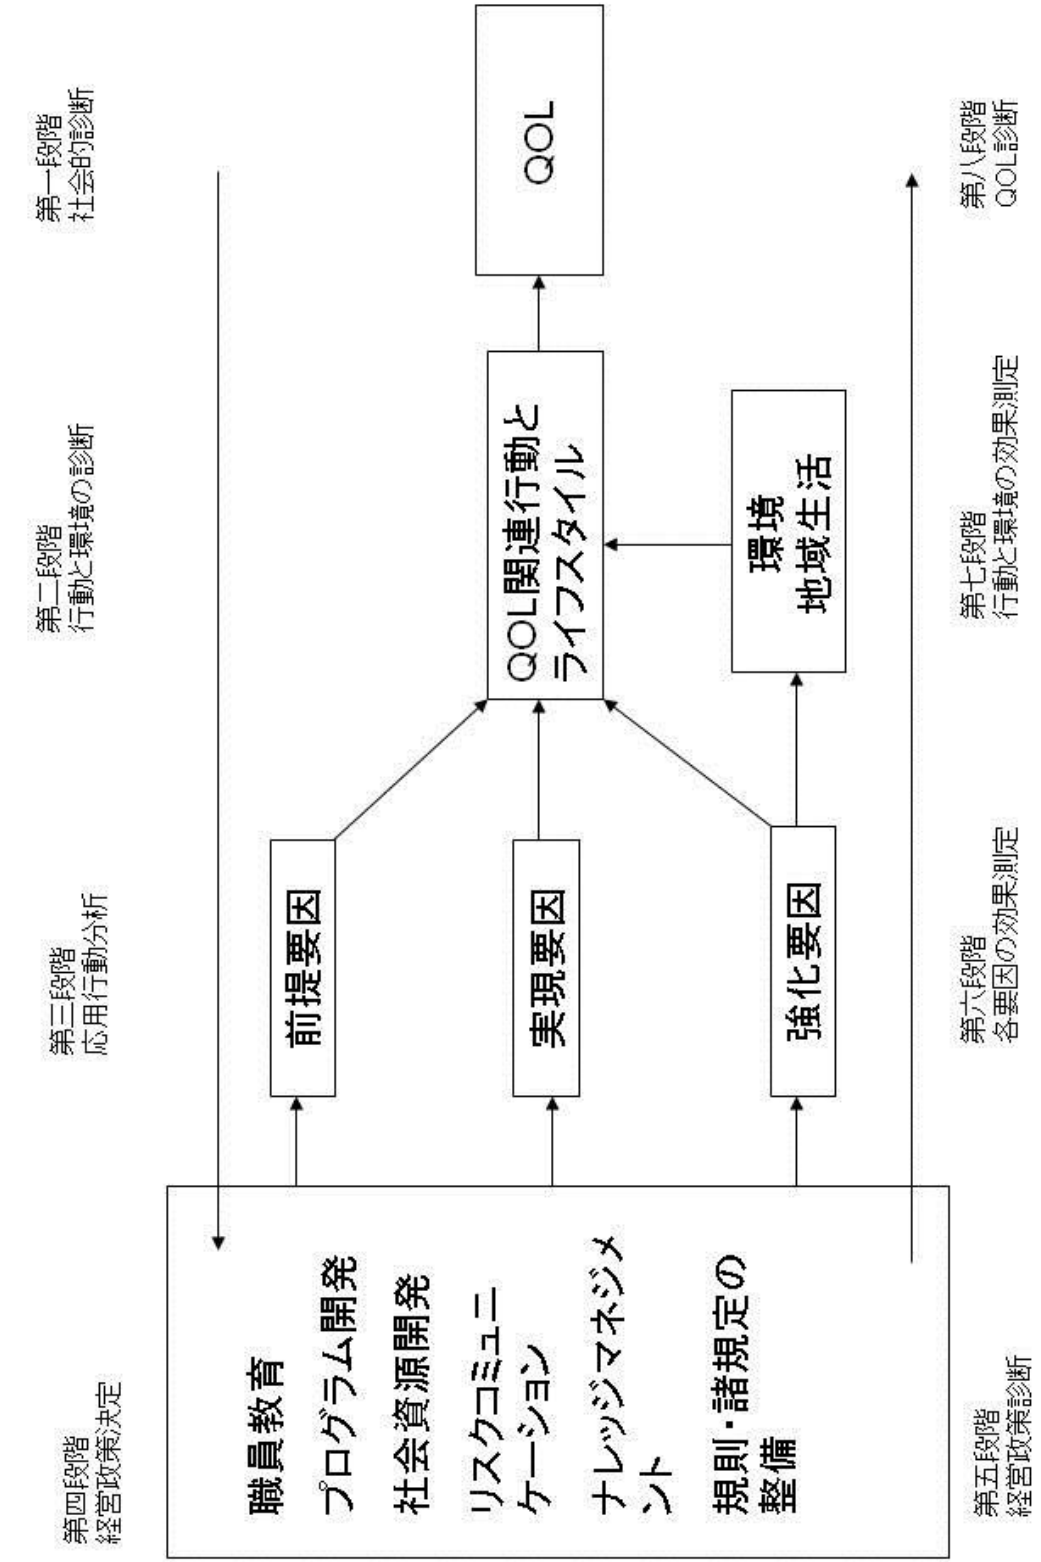 第四段階
経営政策決定
第三段階
応用行動分析
第二段階
行動と環境の診断
第一段階
社会的診断
職員教育
プログラム開発
社会資源開発
リスクコミュニ
ケーション
ナレッジマネジメ
ント
規則・諸規定の
整備
前提要因
実現要因
強化要因
QOL関連行動と
ライフスタイル
環境
地域生活
QOL
第五段階
経営政策診断
第六段階
各要因の効果測定
第七段階
行動と環境の効果測定
第八段階
QOL診断